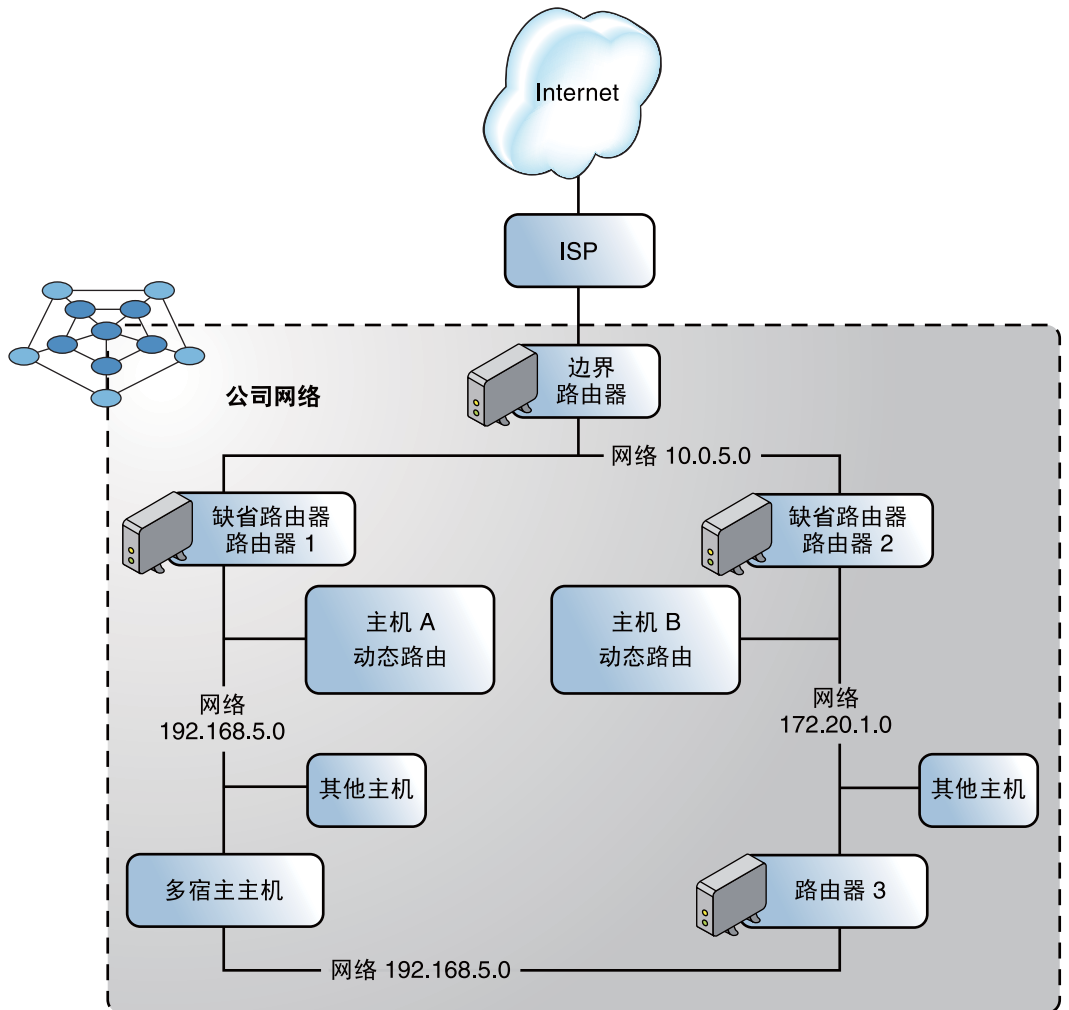 Internet
ISP
边界
路由器
公司网络
网络 10.0.5.0
缺省路由器
路由器 1
缺省路由器
路由器 2
主机 A
动态路由
主机 B
动态路由
网络
192.168.5.0
网络
172.20.1.0
其他主机
其他主机
多宿主主机
路由器 3
网络 192.168.5.0